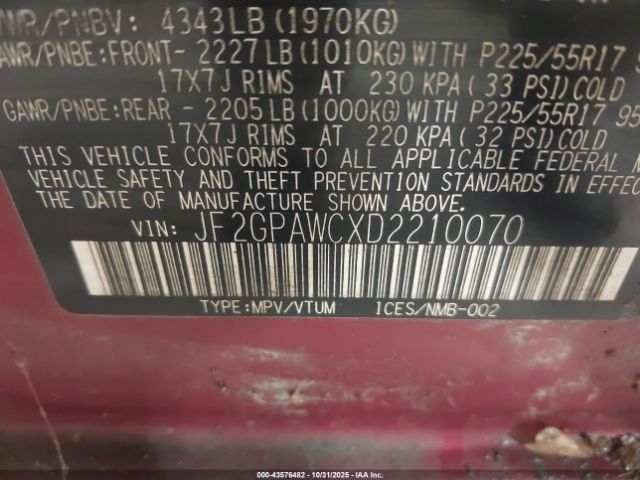 VWR/PNBV: 4343LB (1970KG)
GAWR/PNBE:FRONT- 2227LB(1010KG)WITH P225/55R17
17X7J RIMS AT 230 KPA(33 PSI)COLD
GAWR/PNBE:REAR - 2205LB(1000KG)WITH P225/55R17 95
17X7J RIMS AT 220 KPA(32 PSI)COLD
THIS VEHICLE CONFORMS TO ALL APPLICABLE FEDERAL M
VEHICLE SAFETY AND THEFT PREVENTION STANDARDS IN EFFEC
THE DATE OF MANUFACTURE SHOWN ABOVE.
VIN: JF2GPAWCXD2210070
TYPE:MPV/VTUM ICES/NMB-002
000-43576482 - 10/31/2025 - IAA Inc.